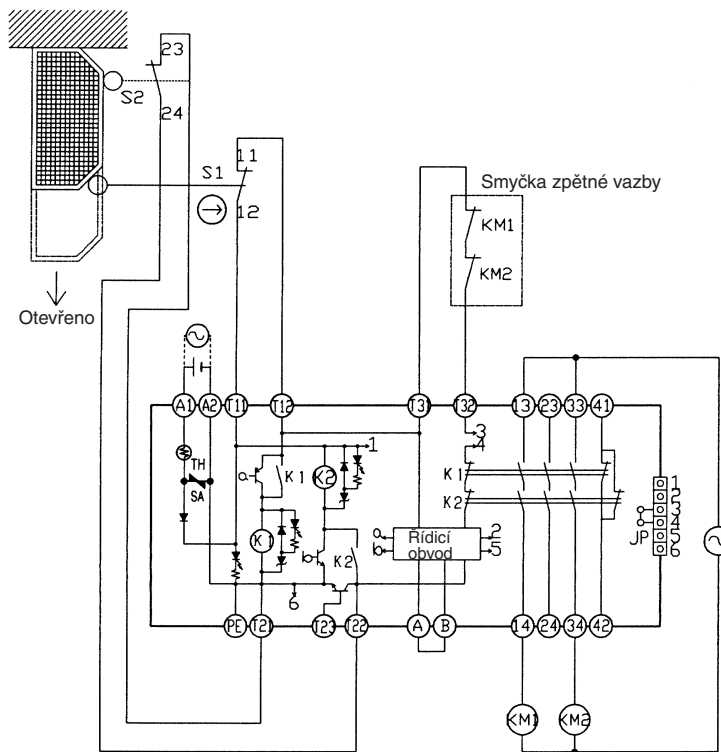 23
S2
24
11
S1
12
Smyčka zpětné vazby
KM1
KM2
Otevřeno
A1 A2 T11 T12 T31 T32 13 23 33 41
TH
SA
a
K1
K2
1
3
4
K1
K2
K1
b
K2
a
b
Řídicí
obvod
2
5
6
JP
1
2
3
4
5
6
PE T21 T23 T22 A B 14 24 34 42
KM1 KM2